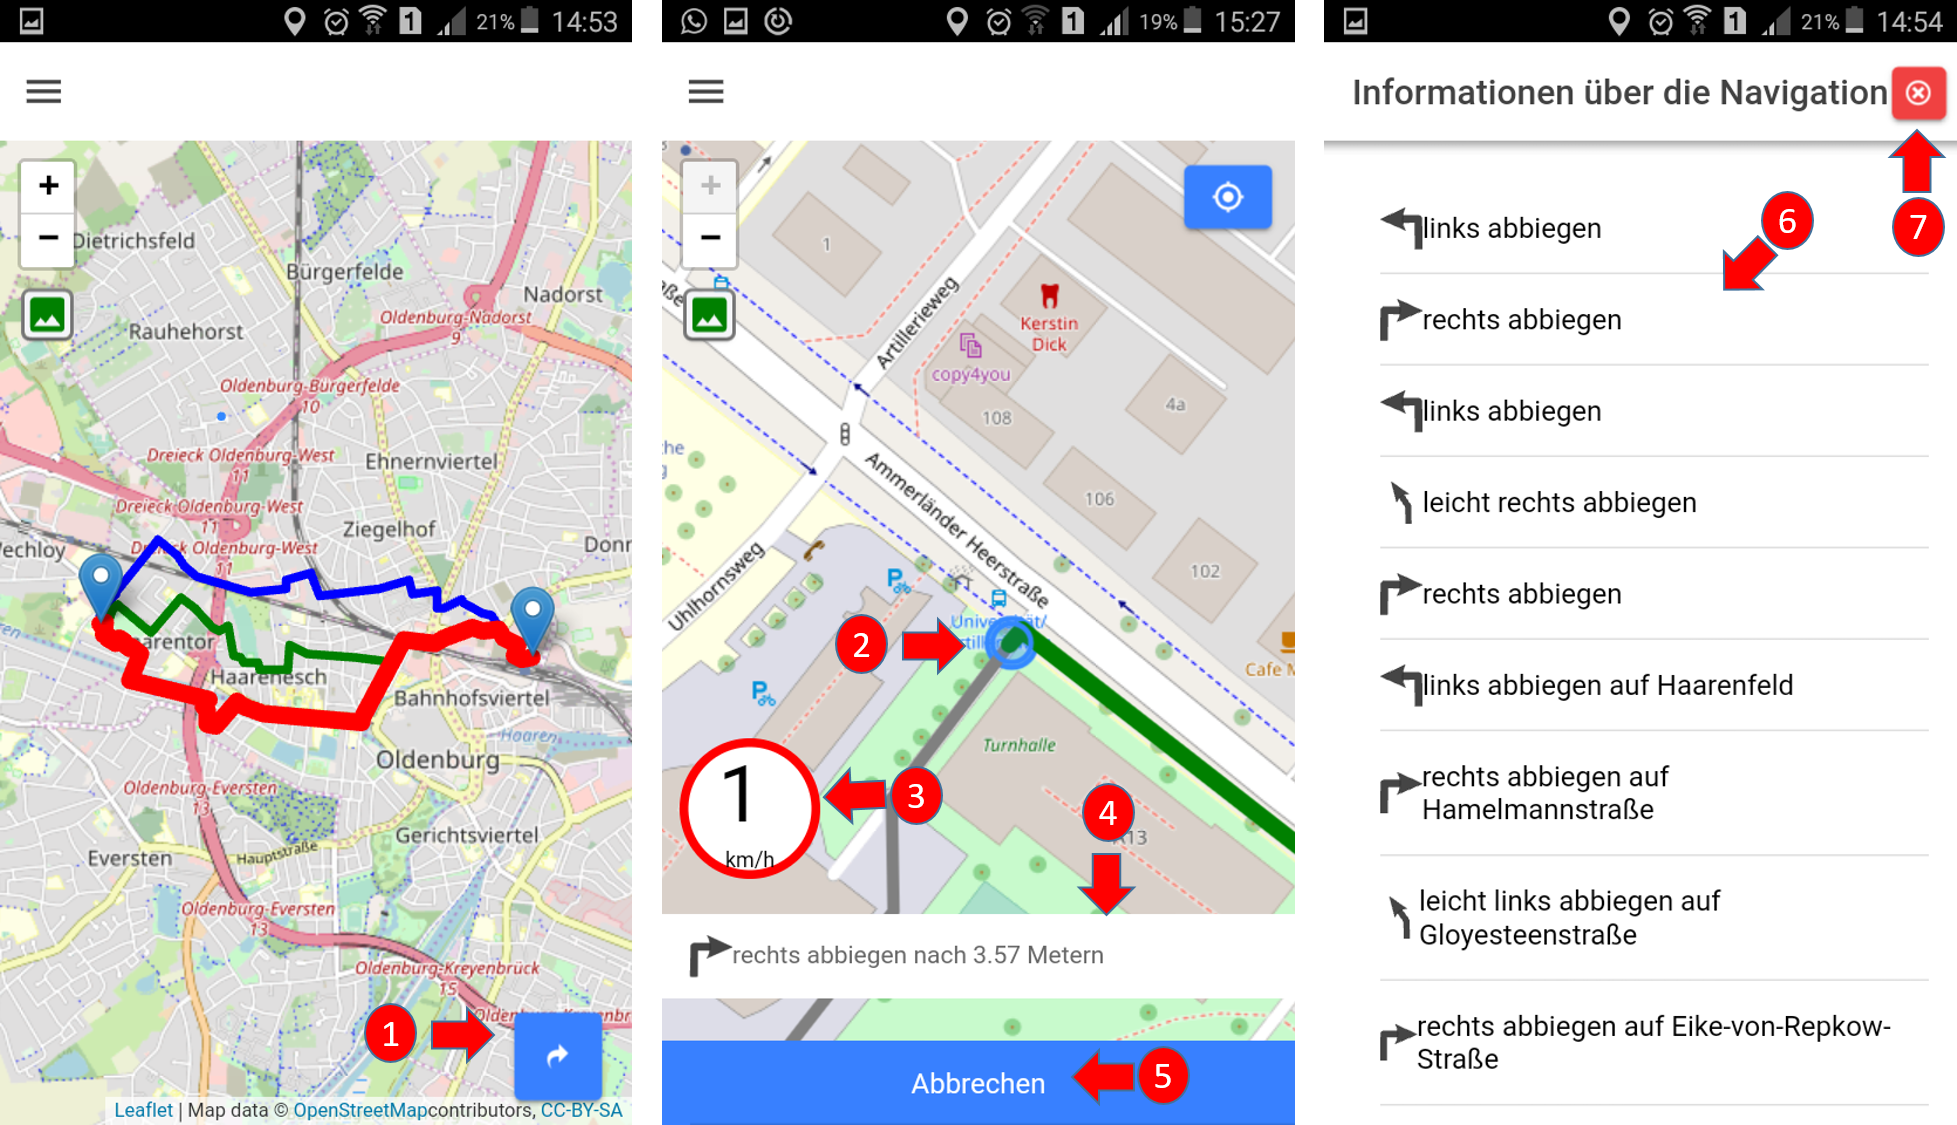 21% 14:53
+
−
Dietrichsfeld
Bürgerfelde
Nadorst
Oldenburg-Nadorst
9
Rauhehorst
Oldenburg-Bürgerfelde
10
Dreieck Oldenburg-West
11
Ehnernviertel
Dreieck Oldenburg-West
11
Ziegelhof
Dreieck Oldenburg-West
11
echloy
Donn
aarentor
Haarenesch
Bahnhofsviertel
Haaren
Oldenburg
Oldenburg-Eversten
13
Gerichtsviertel
Eversten
Hauptstraße
Oldenburg-Eversten
13
Oldenburg-Kreyenbrück
15
1
Leaflet | Map data © OpenStreetMapcontributors, CC-BY-SA
1 19% 15:27
+
−
1
Artillerieweg
Kerstin
Dick
copy4you
108
4a
106
Ammerländer Heerstraße
102
Uhlhornsweg
Universität/
2
Cafe
Turnhalle
1
km/h
3
4
A13
rechts abbiegen nach 3.57 Metern
Abbrechen
5
1 21% 14:54
Informationen über die Navigation
6
7
links abbiegen
rechts abbiegen
links abbiegen
leicht rechts abbiegen
rechts abbiegen
links abbiegen auf Haarenfeld
rechts abbiegen auf
Hamelmannstraße
leicht links abbiegen auf
Gloyesteenstraße
rechts abbiegen auf Eike-von-Repkow-
Straße